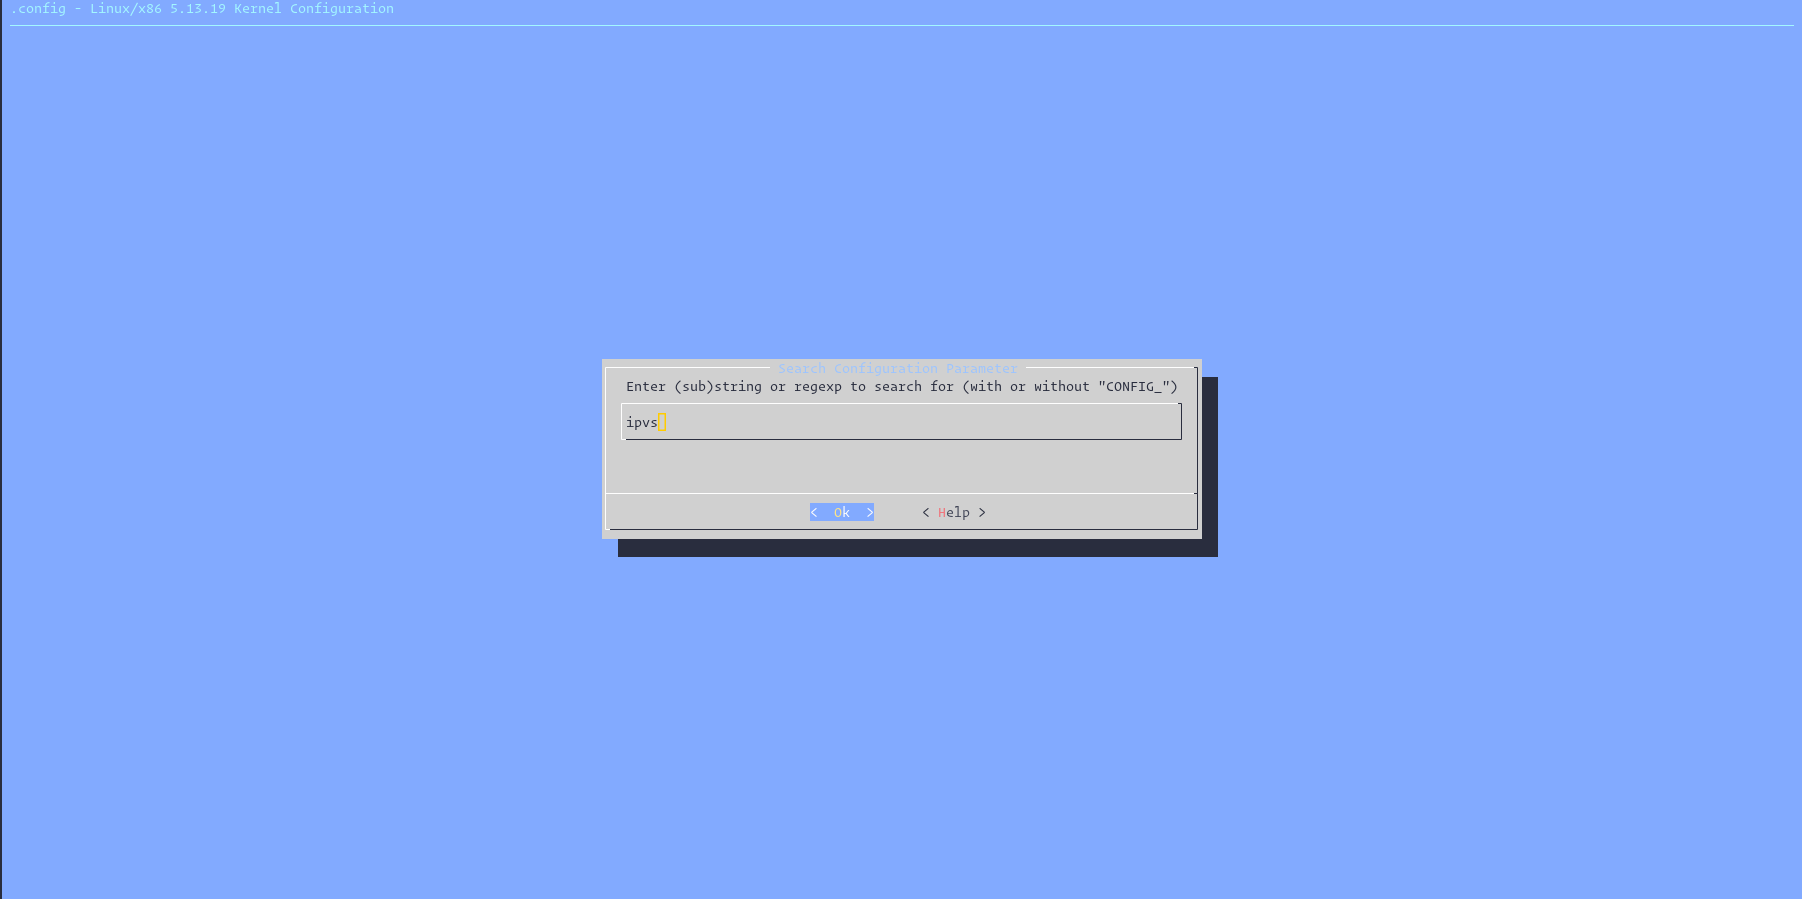 .config - Linux/x86 5.13.19 Kernel Configuration
Search Configuration Parameter
Enter (sub)string or regexp to search for (with or without "CONFIG_")
ipvs
<  Ok  >      < Help >